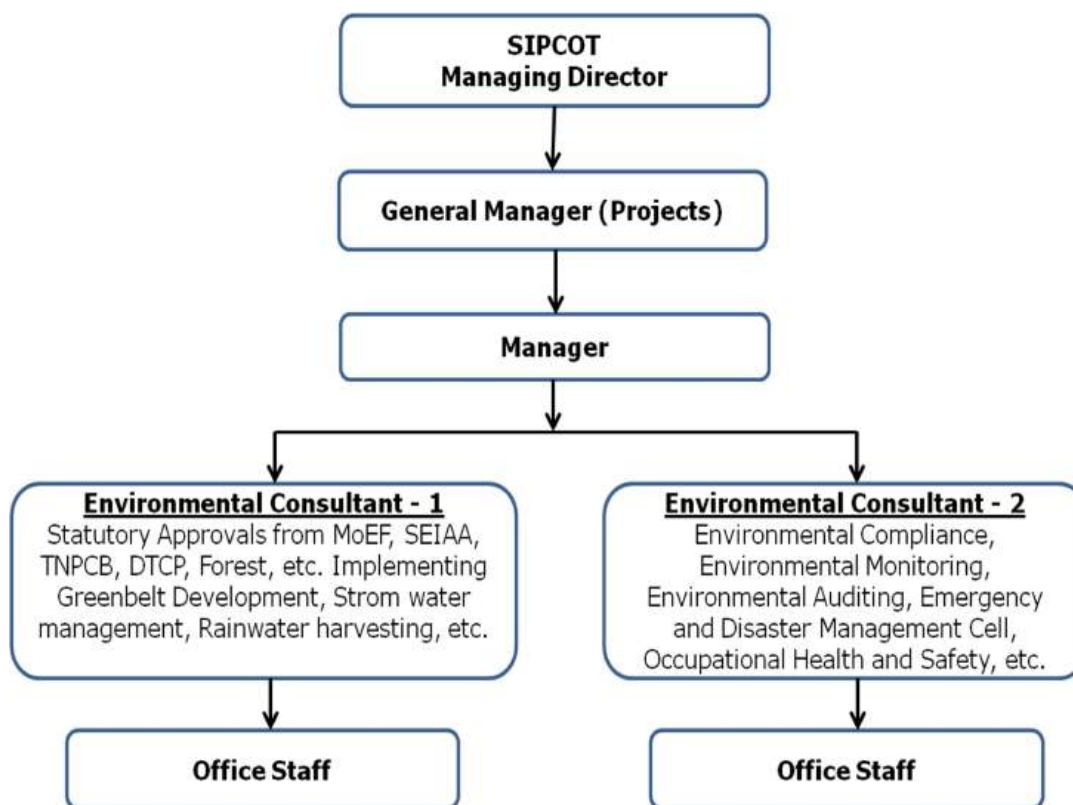 SIPCOT
Managing Director
General Manager (Projects)
Manager
Environmental Consultant - 1
Statutory Approvals from MoEF, SEIAA,
TNPCB, DTCP, Forest, etc. Implementing
Greenbelt Development, Strom water
management, Rainwater harvesting, etc.
Environmental Consultant - 2
Environmental Compliance,
Environmental Monitoring,
Environmental Auditing, Emergency
and Disaster Management Cell,
Occupational Health and Safety, etc.
Office Staff
Office Staff